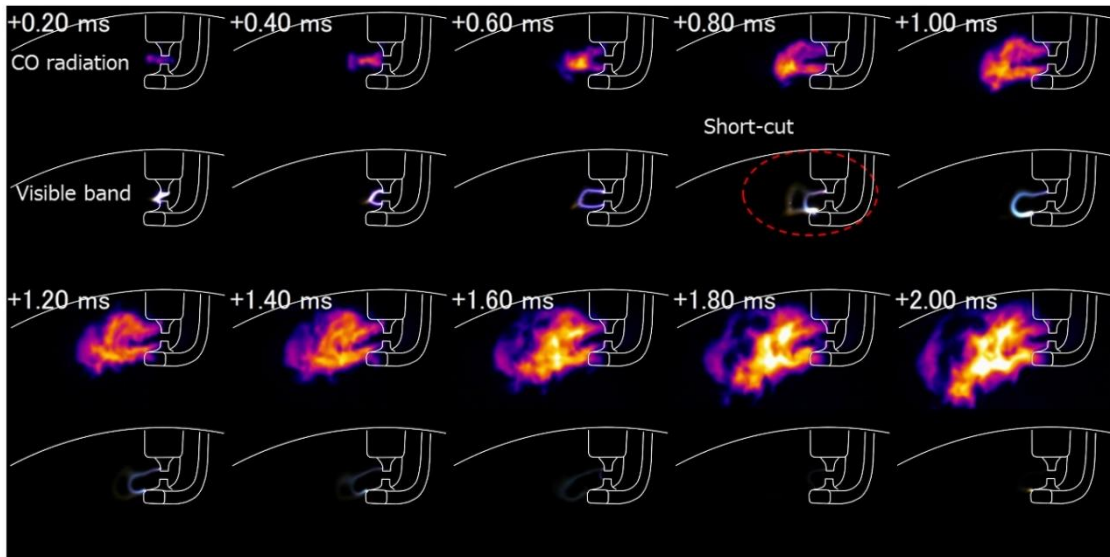 +0.20 ms
+0.40 ms
+0.60 ms
+0.80 ms
+1.00 ms
CO radiation
Short-cut
Visible band
+1.20 ms
+1.40 ms
+1.60 ms
+1.80 ms
+2.00 ms